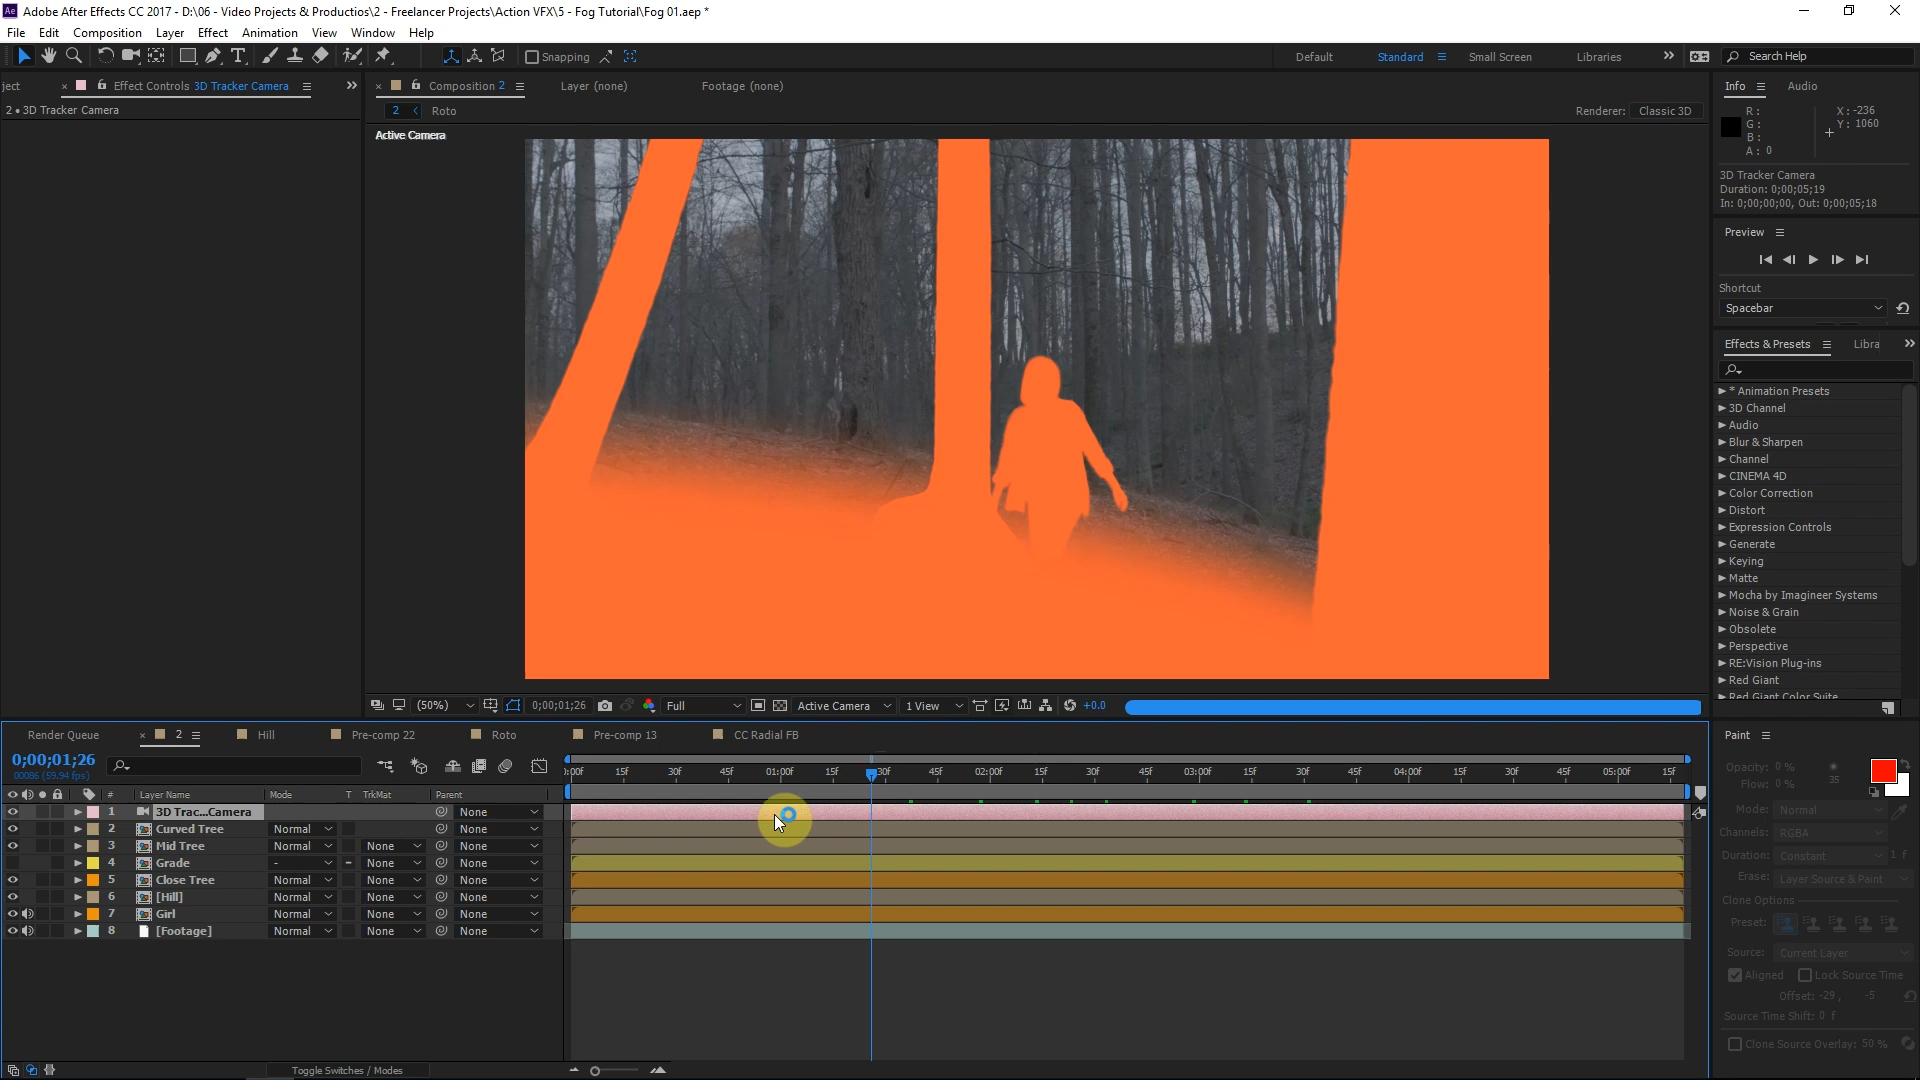 Adobe After Effects CC 2017 - D:\06 - Video Projects & Productios\2 - Freelancer Projects\Action VFX\5 - Fog Tutorial\Fog 01.aep *
File Edit Composition Layer Effect Animation View Window Help
Snapping Default Standard Small Screen Libraries Search Help
ject Effect Controls 3D Tracker Camera Composition 2 Layer (none) Footage (none) Info Audio
2 • 3D Tracker Camera 2 Roto Renderer: Classic 3D
Active Camera
R: X: -236
G: Y: 1060
B:
A: 0
3D Tracker Camera
Duration: 0;00;05;19
In: 0;00;00;00, Out: 0;00;05;18
Preview
Shortcut
Spacebar
Effects & Presets Libra
* Animation Presets
3D Channel
Audio
Blur & Sharpen
Channel
CINEMA 4D
Color Correction
Distort
Expression Controls
Generate
Keying
Matte
Mocha by Imagineer Systems
Noise & Grain
Obsolete
Perspective
RE:Vision Plug-ins
Red Giant
Red Giant Color Suite
(50%) 0;00;01;26 Full Active Camera 1 View +0.0
Render Queue 2 Hill Pre-comp 22 Roto Pre-comp 13 CC Radial FB
0;00;01;26
00086 (59.94 fps)
):00f 15f 30f 45f 01:00f 15f 30f 45f 02:00f 15f 30f 45f 03:00f 15f 30f 45f 04:00f 15f 30f 45f 05:00f 15f
# Layer Name Mode T TrkMat Parent
1 3D Trac...Camera None
2 Curved Tree Normal None
3 Mid Tree Normal None None
4 Grade - None None
5 Close Tree Normal None None
6 [Hill] Normal None None
7 Girl Normal None None
8 [Footage] Normal None None
Toggle Switches / Modes
Paint
Opacity: 0 %
Flow: 0 %
35
Mode: Normal
Channels: RGBA
Duration: Constant 1 f
Erase: Layer Source & Paint
Clone Options
Preset:
Source: Current Layer
Aligned Lock Source Time
Offset: -29, -5
Source Time Shift: 0 f
Clone Source Overlay: 50 %